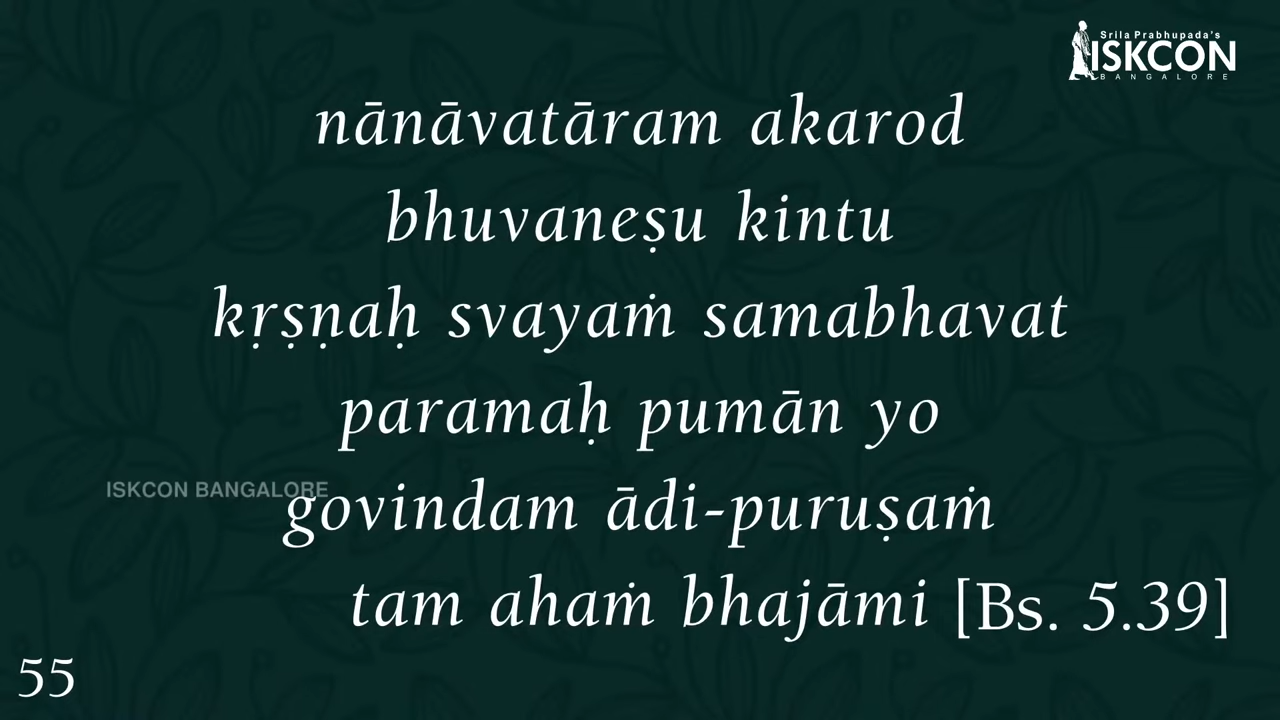 Srila Prabhupada's
ISKCON
BANGALORE
nānāvatāram akarod
bhuvaneṣu kintu
kṛṣṇaḥ svayaṁ samabhavat
paramaḥ pumān yo
ISKCON BANGALORE
govindam ādi-puruṣaṁ
tam ahaṁ bhajāmi [Bs. 5.39]
55